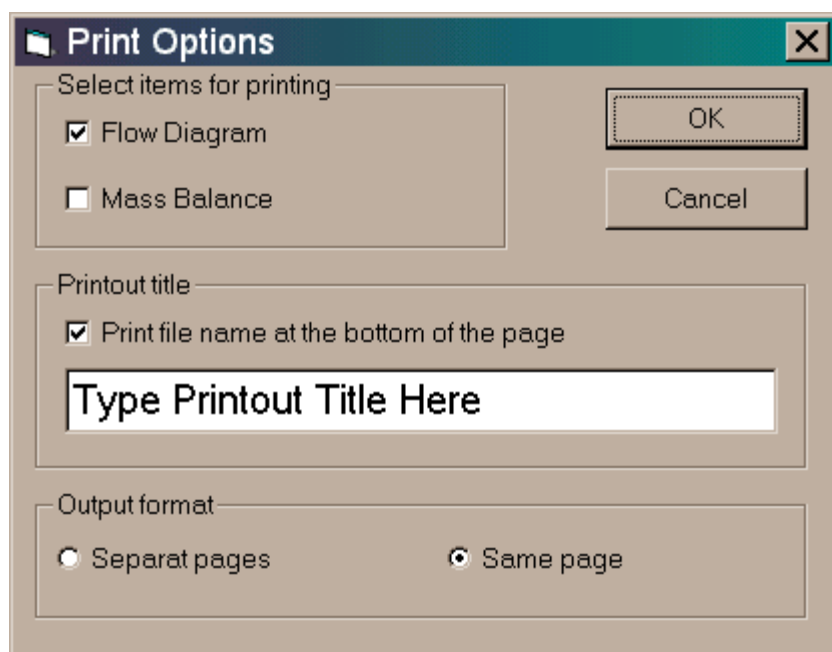 Print Options
Select items for printing
Flow Diagram
OK
Mass Balance
Cancel
Printout title
Print file name at the bottom of the page
Type Printout Title Here
Output format
Separat pages
Same page